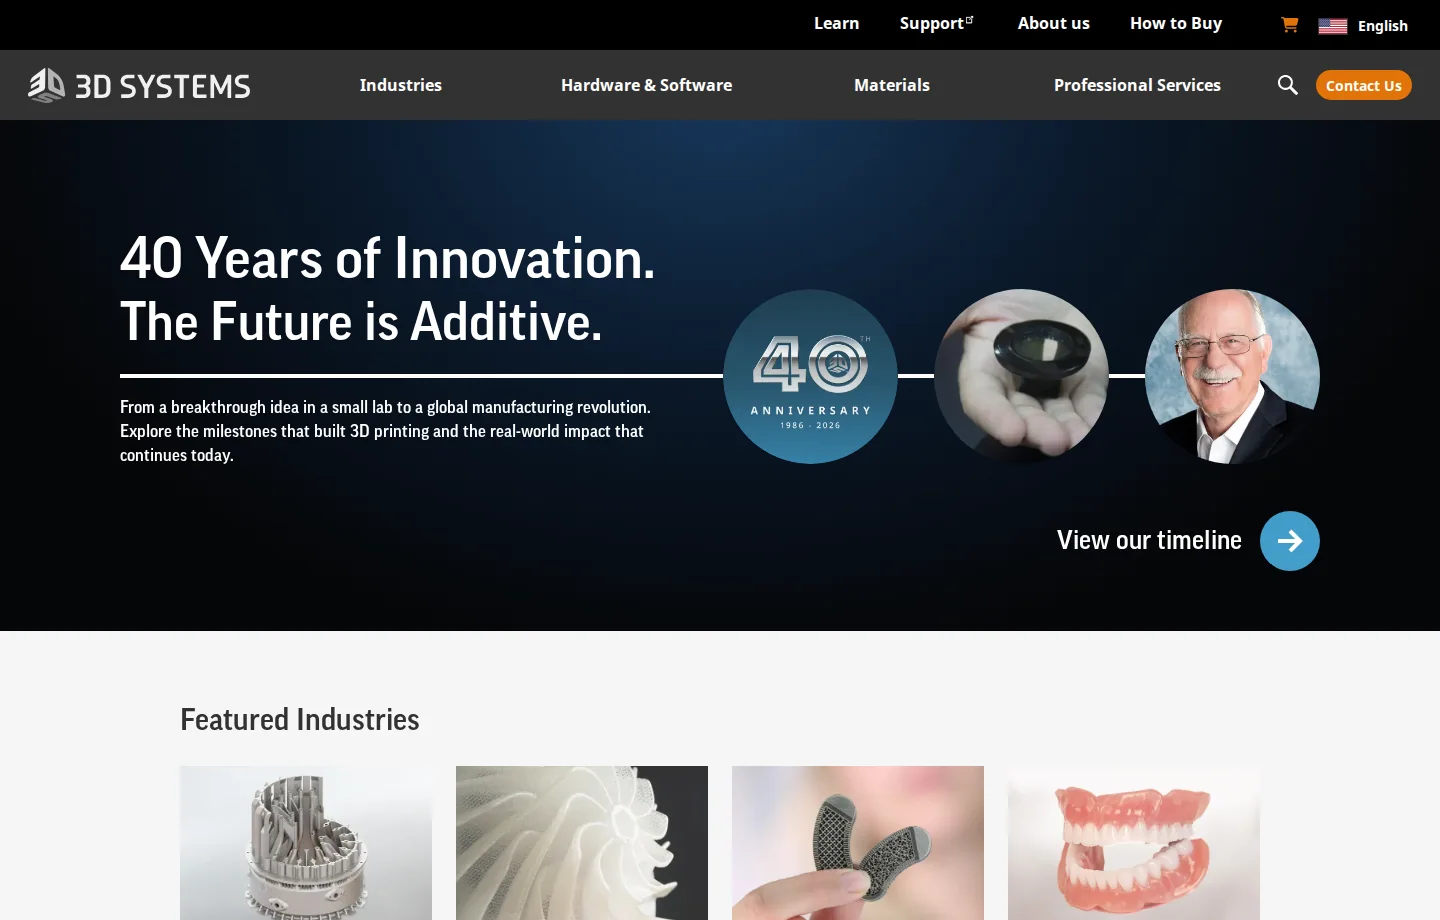 Learn
Support
About us
How to Buy
English
3D SYSTEMS
Industries
Hardware & Software
Materials
Professional Services
Contact Us
40 Years of Innovation.
The Future is Additive.
From a breakthrough idea in a small lab to a global manufacturing revolution.
Explore the milestones that built 3D printing and the real-world impact that
continues today.
40TH
ANNIVERSARY
1986 - 2026
View our timeline
Featured Industries